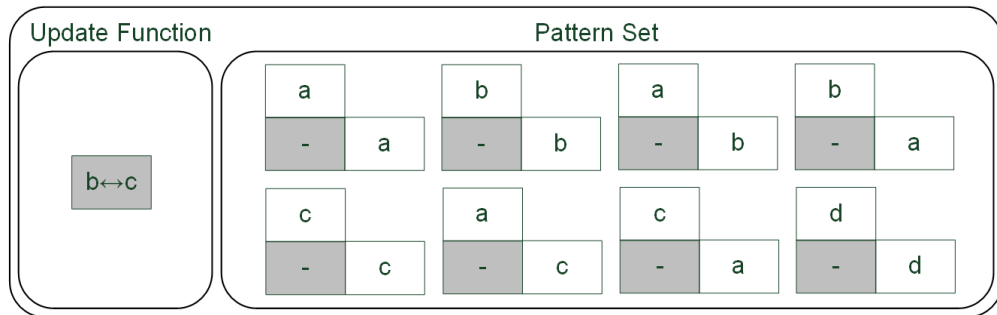 Update Function
Pattern Set
b↔c
a b a b
- a - b - b - a
c a c d
- c - c - a - d